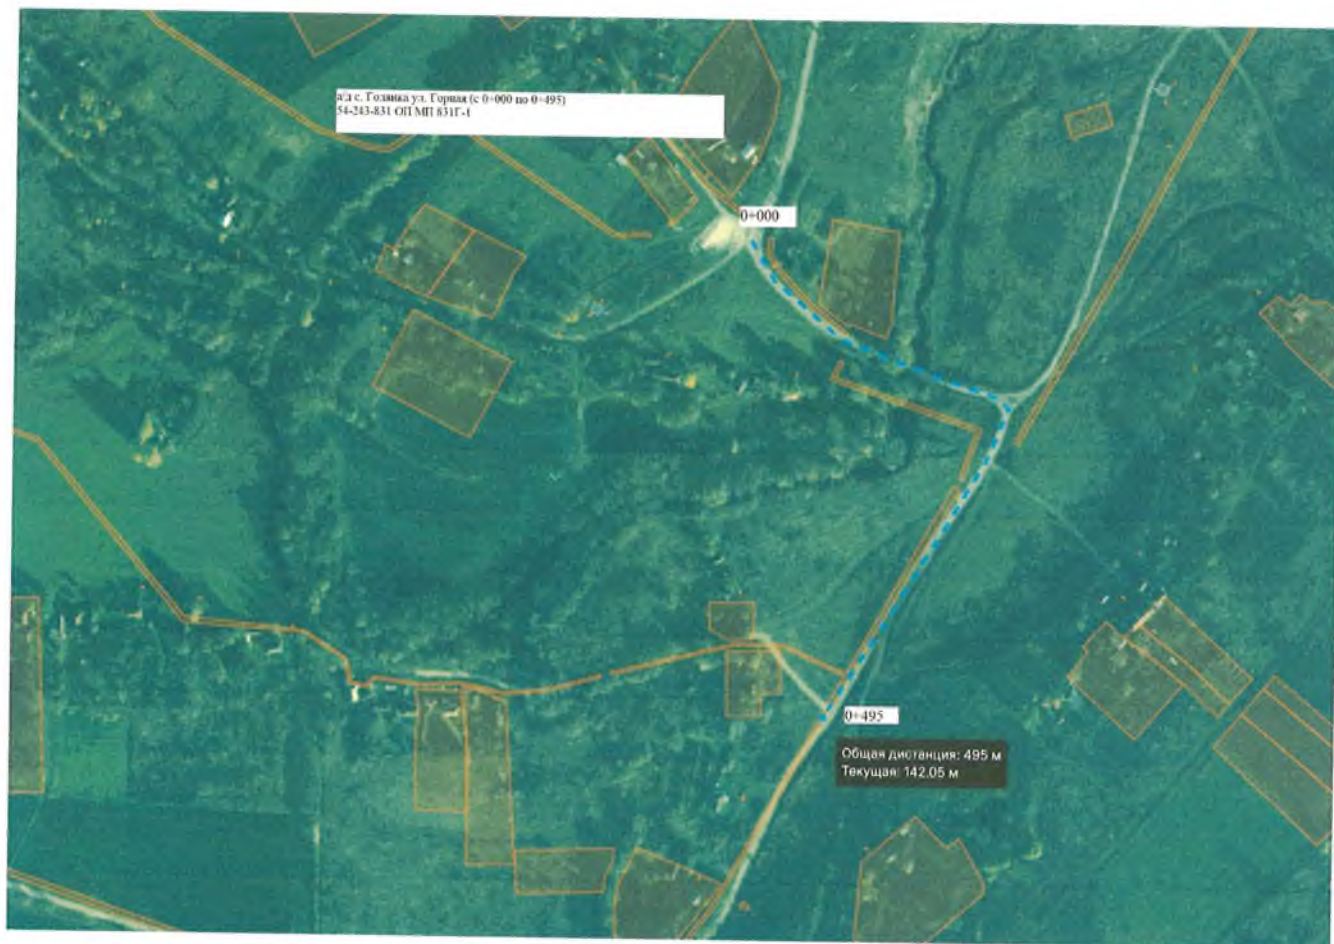 а/д с. Голянка ул. Горная (с 0+000 по 0+495)
54-243-831 ОП МП 831Г-1
0+000
0+495
Общая дистанция: 495 м
Текущая: 142.05 м